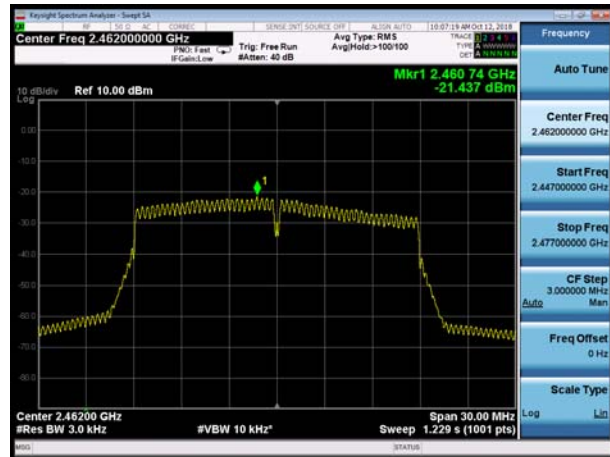 Keysight Spectrum Analyzer - Swept SA
RF 50 Ω AC CORREC SENSE:INT SOURCE OFF ALIGN AUTO 10:07:19 AM Oct 12, 2018
Center Freq 2.462000000 GHz
PNO: Fast
IFGain:Low
Trig: Free Run
#Atten: 40 dB
Avg Type: RMS
Avg|Hold:>100/100
TRACE 1 2 3 4 5 6
TYPE A WWWWW
DET A N N N N N
Mkr1 2.460 74 GHz
-21.437 dBm
10 dB/div Ref 10.00 dBm
Log
0.00
-10.0
-20.0
-30.0
-40.0
-50.0
-60.0
-70.0
-80.0
1
Center 2.46200 GHz
Span 30.00 MHz
#Res BW 3.0 kHz
#VBW 10 kHz*
Sweep 1.229 s (1001 pts)
MSG
STATUS
Frequency
Auto Tune
Center Freq
2.462000000 GHz
Start Freq
2.447000000 GHz
Stop Freq
2.477000000 GHz
CF Step
3.000000 MHz
Auto Man
Freq Offset
0 Hz
Scale Type
Log Lin